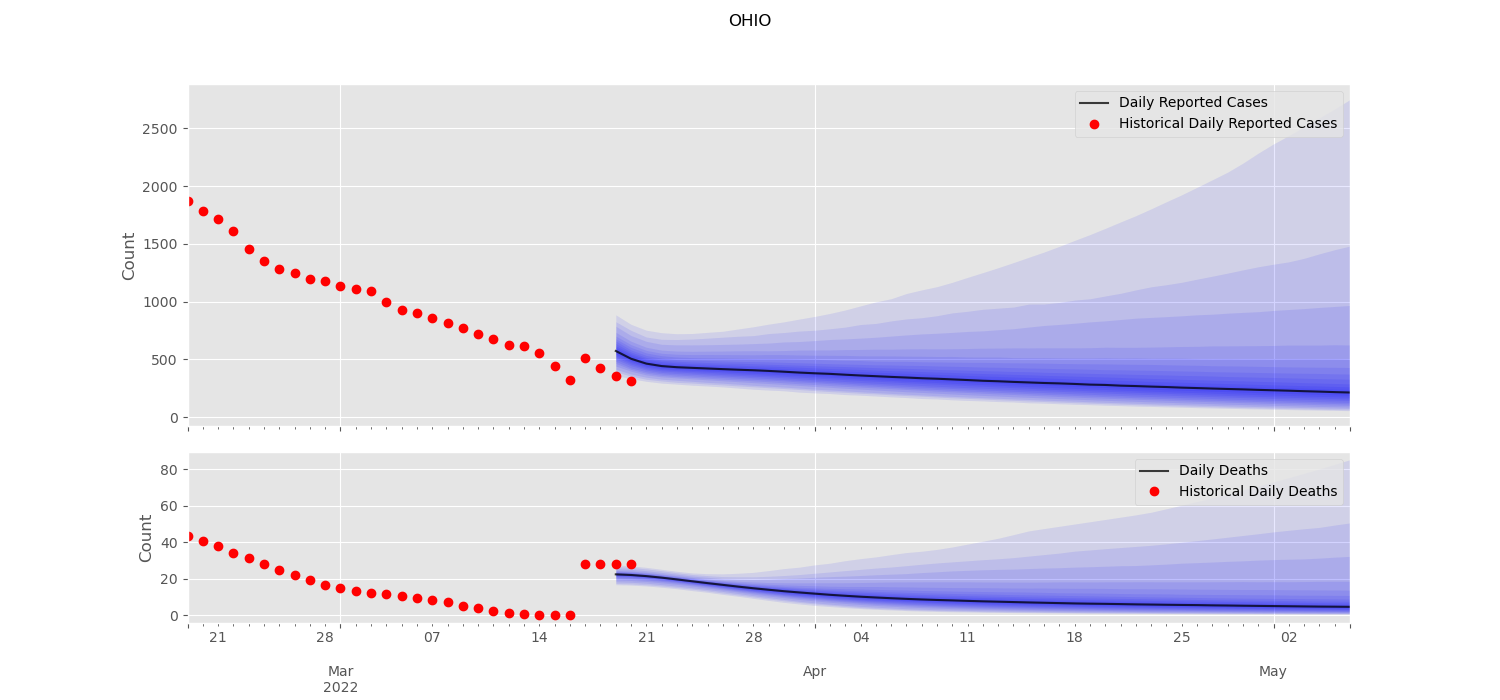 OHIO
2500
2000
1500
1000
500
0
Count
Daily Reported Cases
Historical Daily Reported Cases
80
60
40
20
0
Count
Daily Deaths
Historical Daily Deaths
21 28 07 14 21 28 04 11 18 25 02
Mar Apr May
2022